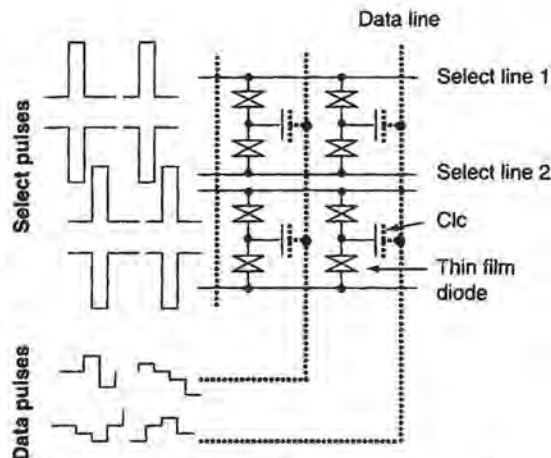 Data line
Select line 1
Select pulses
Select line 2
Clc
Thin film
diode
Data pulses